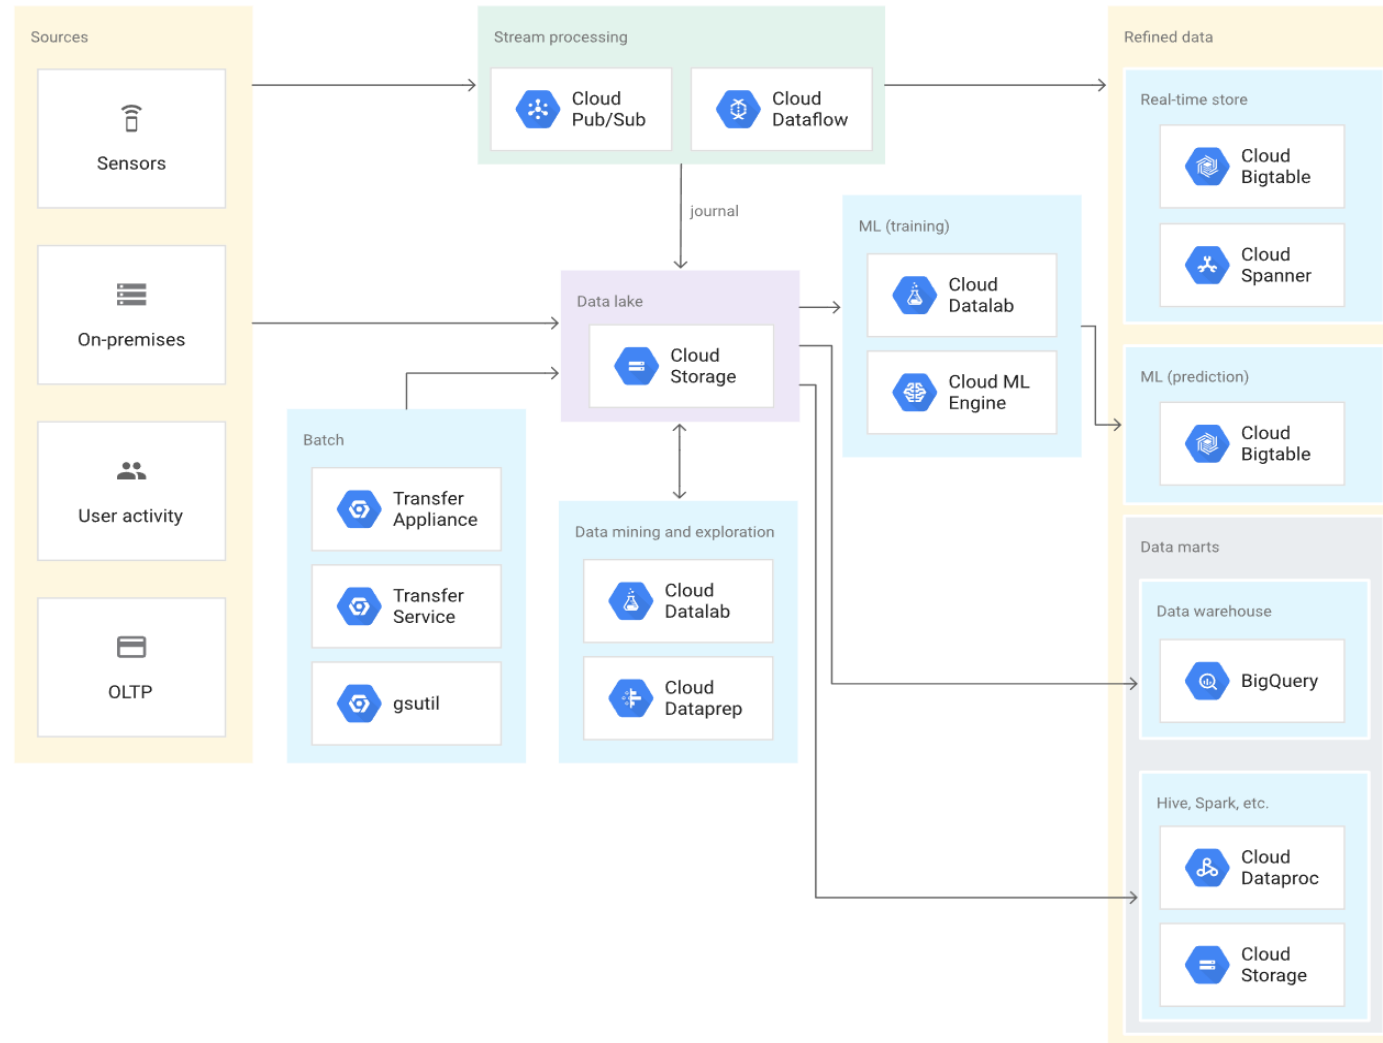 Sources
Sensors
On-premises
User activity
OLTP
Stream processing
Cloud
Pub/Sub
Cloud
Dataflow
journal
Data lake
Cloud
Storage
Batch
Transfer
Appliance
Transfer
Service
gsutil
Data mining and exploration
Cloud
Datalab
Cloud
Dataprep
ML (training)
Cloud
Datalab
Cloud ML
Engine
Refined data
Real-time store
Cloud
Bigtable
Cloud
Spanner
ML (prediction)
Cloud
Bigtable
Data marts
Data warehouse
BigQuery
Hive, Spark, etc.
Cloud
Dataproc
Cloud
Storage